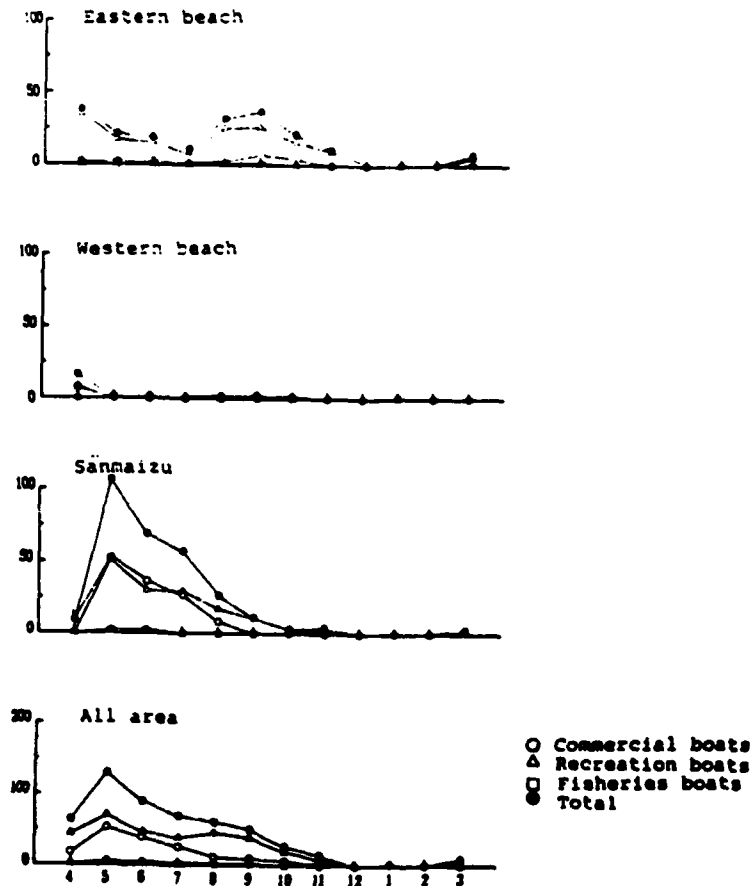 100 Eastern beach
50
0
Western beach
100
50
0
Sanmaizu
100
50
0
200 All area
100
0
4 5 6 7 8 9 10 11 12 1 2 3
O Commercial boats
△ Recreation boats
□ Fisheries boats
● Total